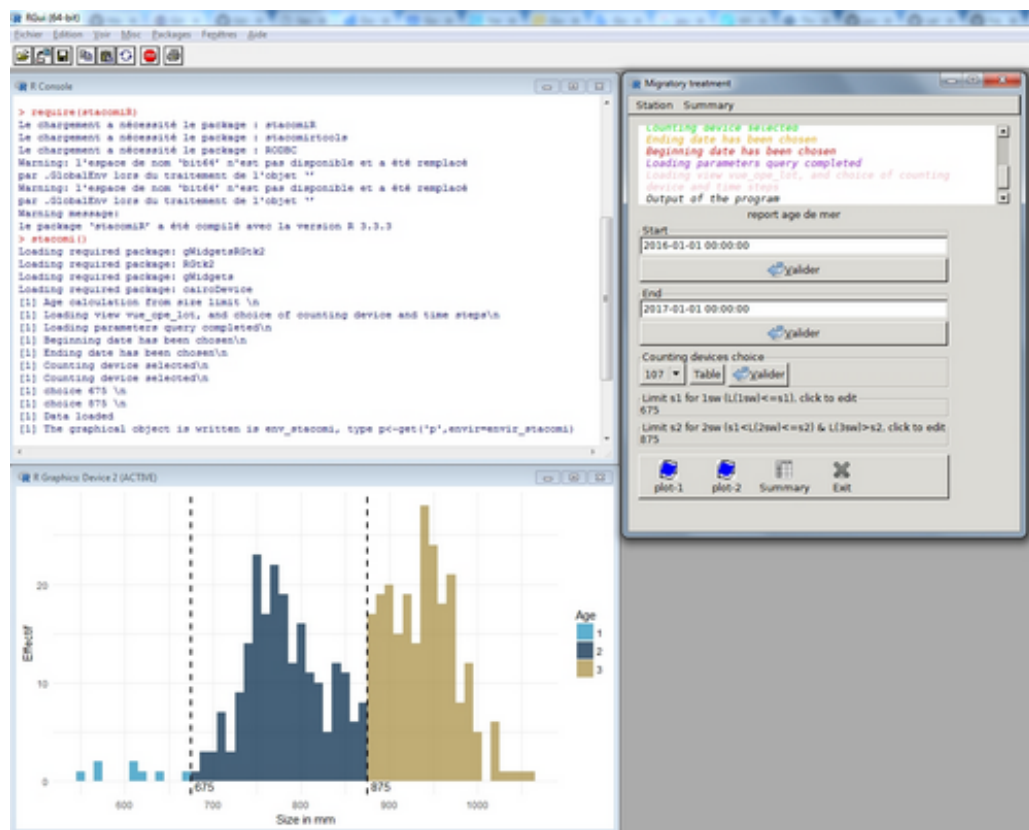 RGui (64-bit)
Fichier Edition Voir Misc Packages Fenêtres Aide
R Console
> require(stacomiR)
Le chargement a nécessité le package : stacomiR
Le chargement a nécessité le package : stacomirtools
Le chargement a nécessité le package : RODBC
Warning: l'espace de nom 'bit64' n'est pas disponible et a été remplacé
par .GlobalEnv lors du traitement de l'objet ''
Warning: l'espace de nom 'bit64' n'est pas disponible et a été remplacé
par .GlobalEnv lors du traitement de l'objet ''
Warning message:
Le package 'stacomiR' a été compilé avec la version R 3.3.3
> stacomi()
Loading required package: gWidgetsRGtk2
Loading required package: RGtk2
Loading required package: gWidgets
Loading required package: cairoDevice
[1] Age calculation from size limit \n
[1] Loading view vue_ope_lot, and choice of counting device and time steps\n
[1] Loading parameters query completed\n
[1] Beginning date has been chosen\n
[1] Ending date has been chosen\n
[1] Counting device selected\n
[1] Counting device selected\n
[1] choice 675 \n
[1] choice 875 \n
[1] Data loaded
[1] The graphical object is written is env_stacomi, type p<-get('p',envir=envir_stacomi)
Migratory treatment
Station Summary
Counting device selected
Ending date has been chosen
Beginning date has been chosen
Loading parameters query completed
Loading view vue_ope_lot, and choice of counting
device and time steps
Output of the program
report age de mer
Start
2016-01-01 00:00:00
Valider
End
2017-01-01 00:00:00
Valider
Counting devices choice
107 Table Valider
Limit s1 for 1sw (L(1sw)<=s1), click to edit
675
Limit s2 for 2sw (s1<L(2sw)<=s2) & L(3sw)>s2, click to edit
875
plot-1 plot-2 Summary Exit
R Graphics: Device 2 (ACTIVE)
Effectif
20
10
0
675
875
600 700 800 900 1000
Size in mm
Age
1
2
3